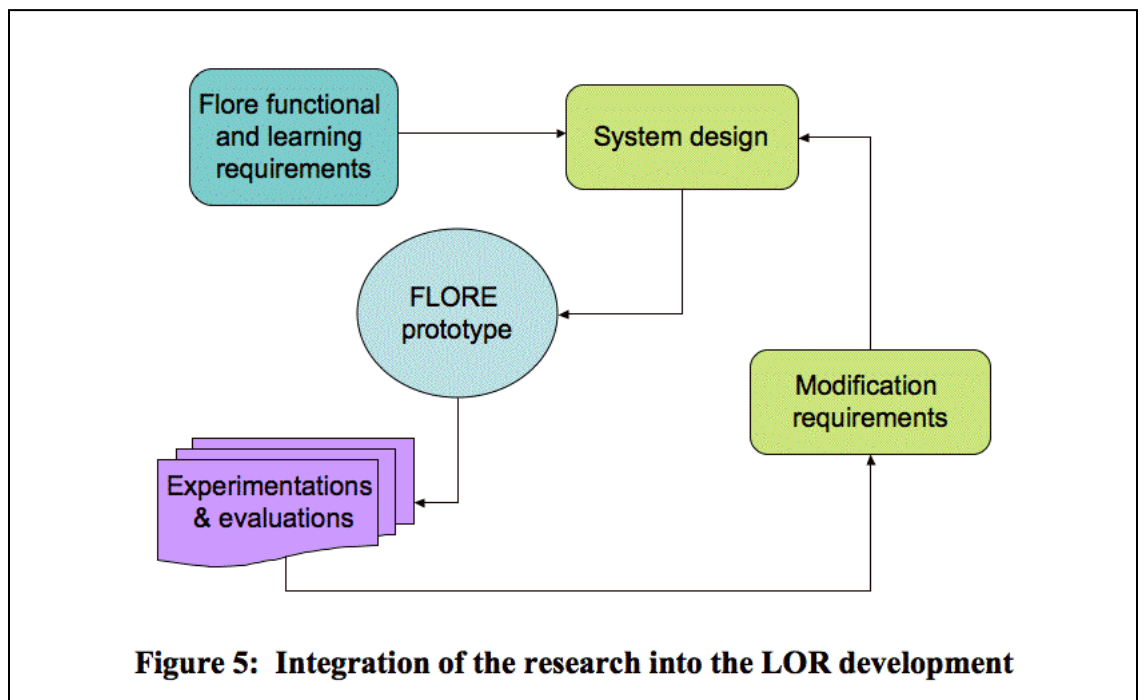 Flore functional
and learning
requirements
System design
FLORE
prototype
Modification
requirements
Experimentations
& evaluations
Figure 5: Integration of the research into the LOR development